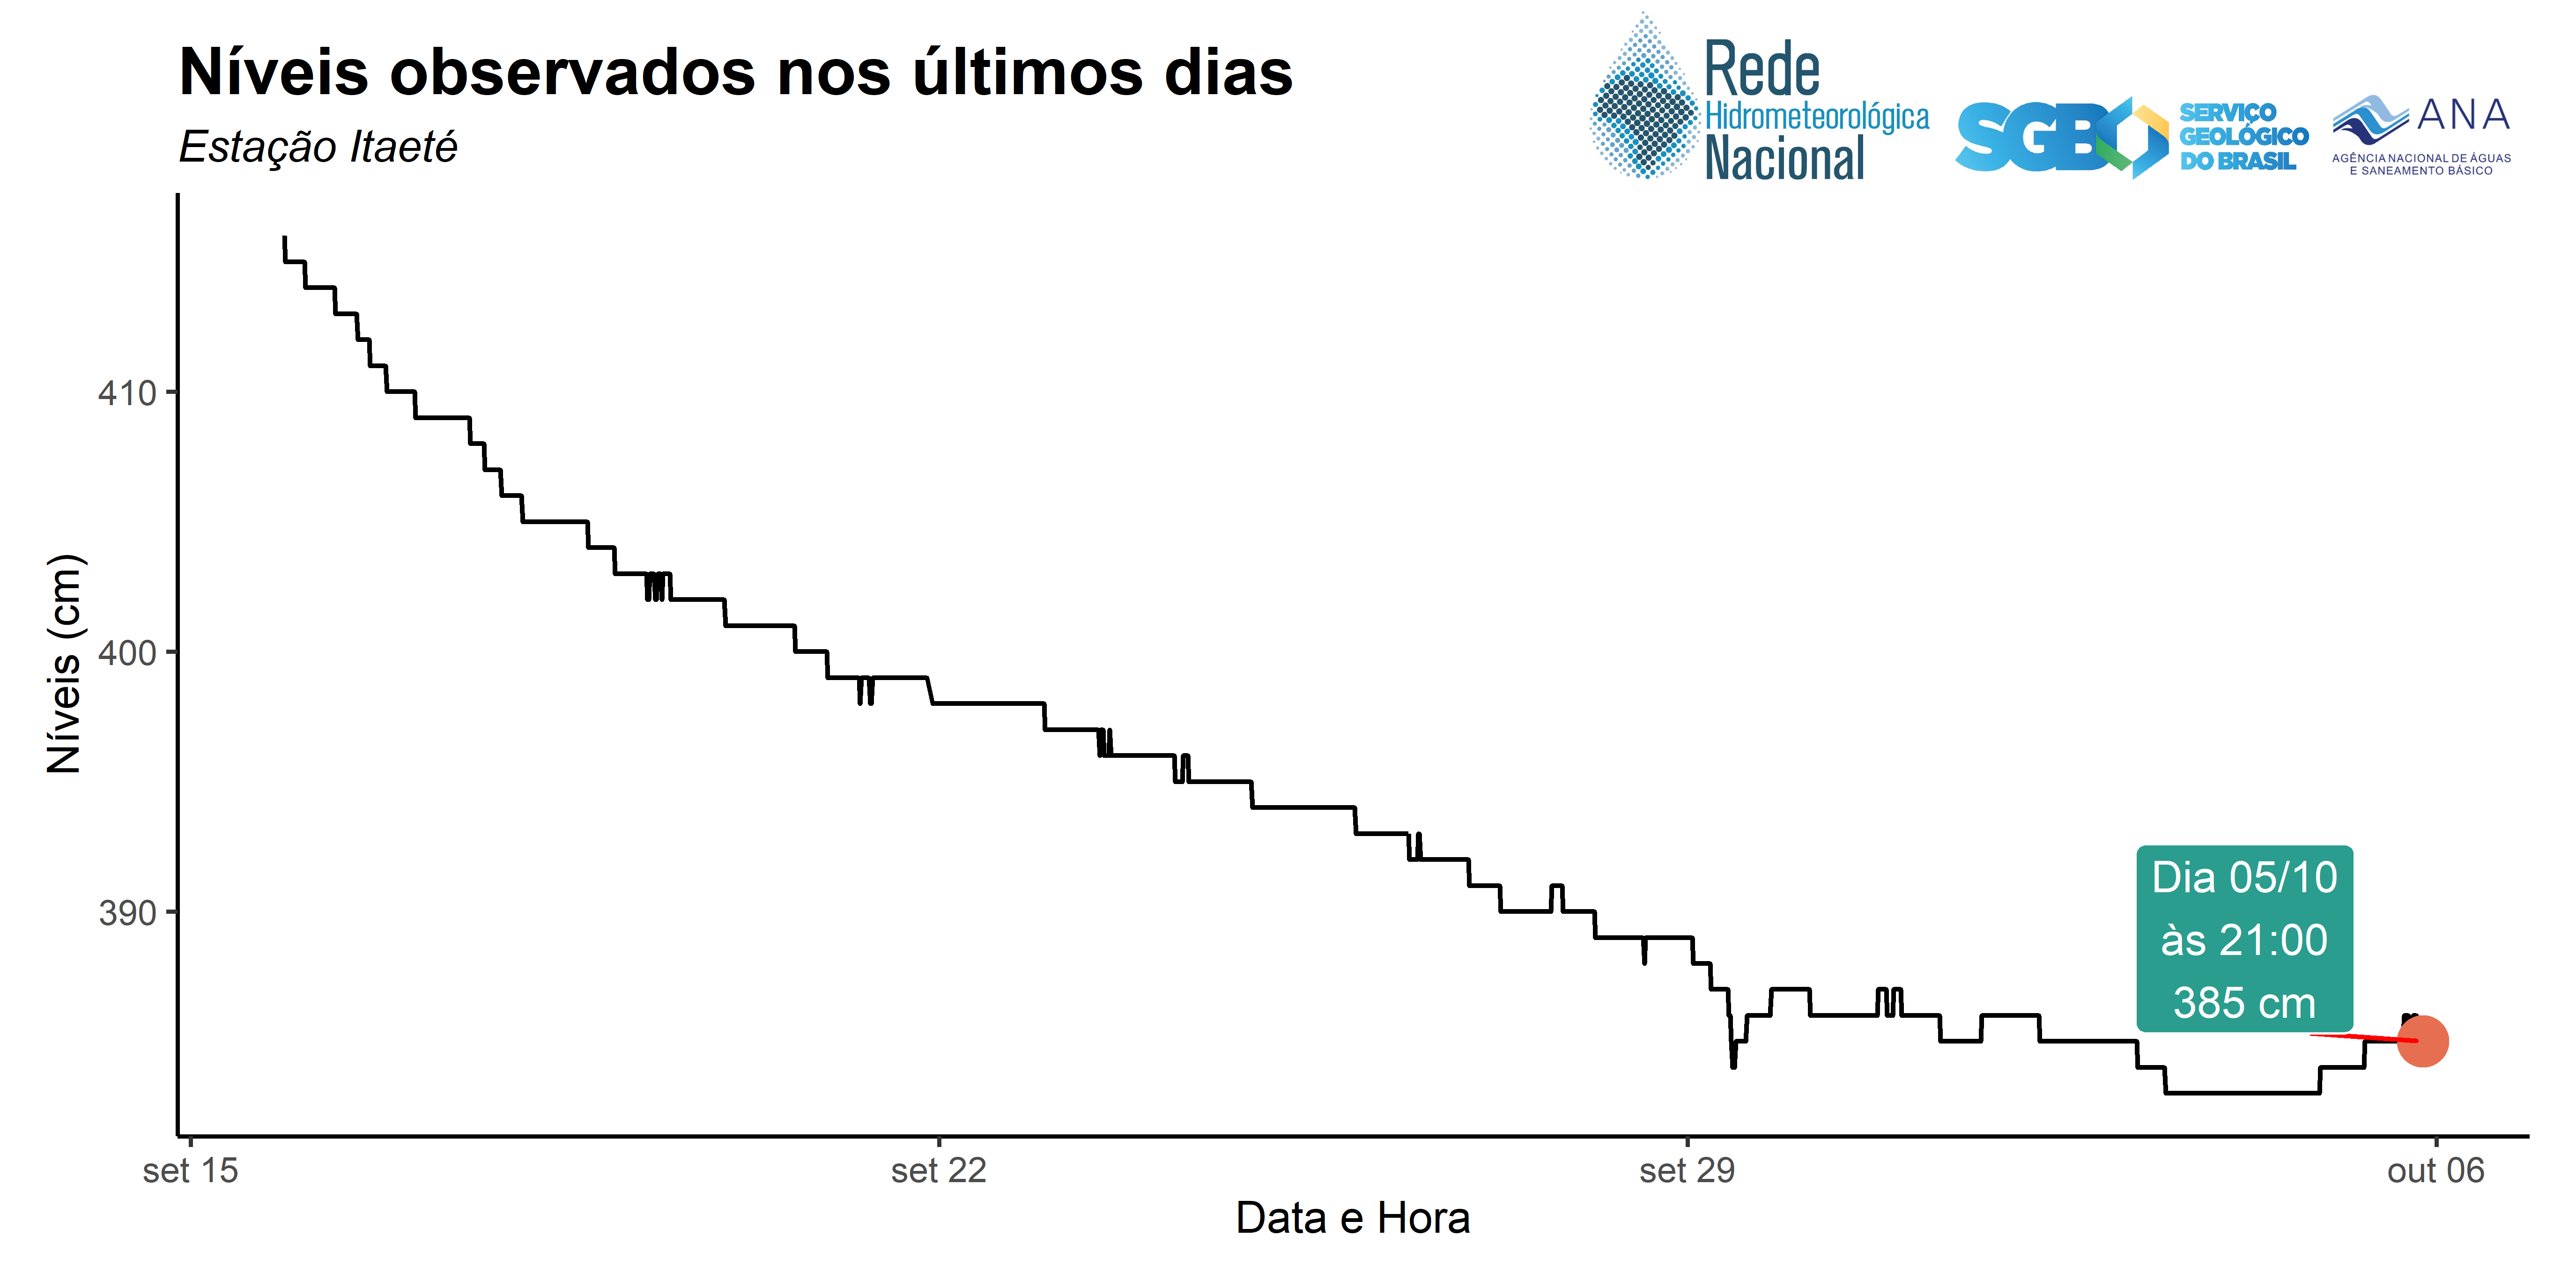 Níveis observados nos últimos dias
Estação Itaeté
Rede
Hidrometeorológica
Nacional
SGB
SERVIÇO
GEOLÓGICO
DO BRASIL
ANA
AGÊNCIA NACIONAL DE ÁGUAS
E SANEAMENTO BÁSICO
Níveis (cm)
410
400
390
Dia 05/10
às 21:00
385 cm
set 15
set 22
set 29
out 06
Data e Hora